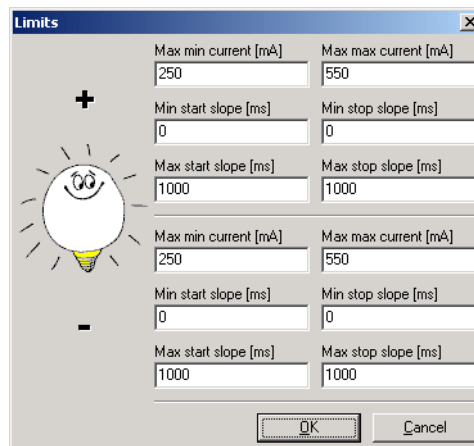 Limits
Max min current [mA] Max max current [mA]
250 550
+
Min start slope [ms] Min stop slope [ms]
0 0
Max start slope [ms] Max stop slope [ms]
1000 1000
Max min current [mA] Max max current [mA]
250 550
Min start slope [ms] Min stop slope [ms]
0 0
-
Max start slope [ms] Max stop slope [ms]
1000 1000
OK Cancel